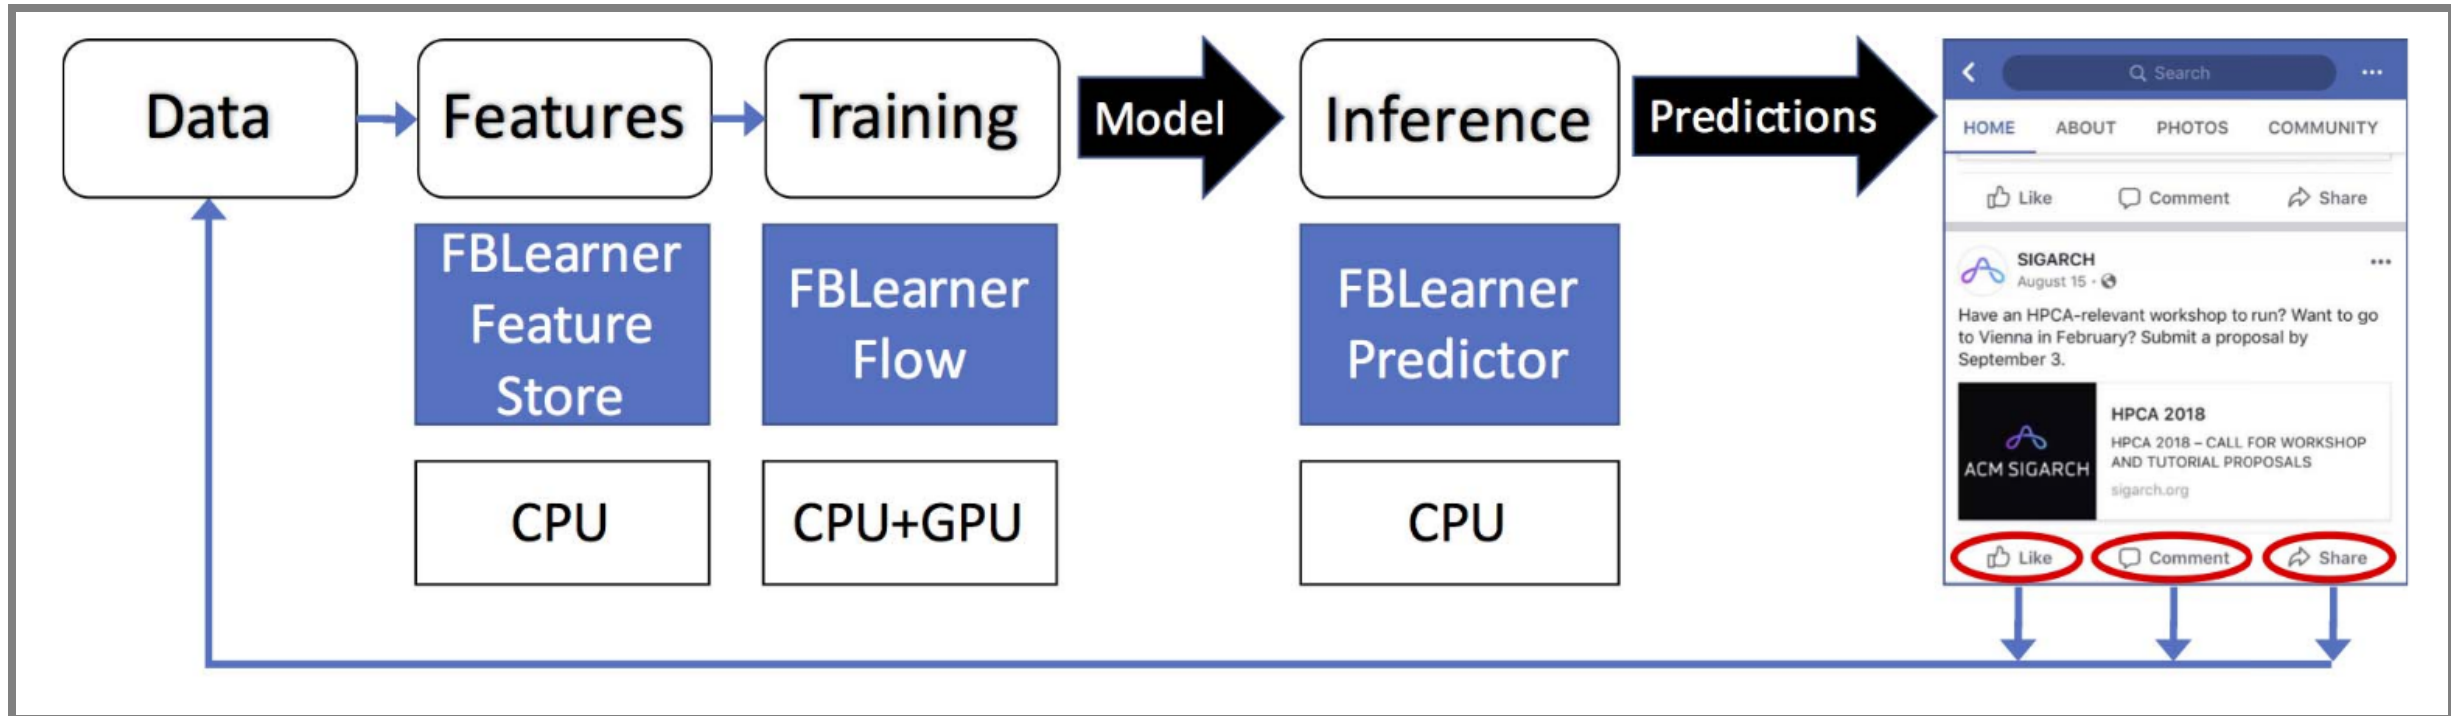 Data
Features
Training
Model
Inference
Predictions
FBLearner
Feature
Store
FBLearner
Flow
FBLearner
Predictor
CPU
CPU+GPU
CPU
Search
HOME ABOUT PHOTOS COMMUNITY
Like Comment Share
SIGARCH
August 15 ·
Have an HPCA-relevant workshop to run? Want to go
to Vienna in February? Submit a proposal by
September 3.
ACM SIGARCH
HPCA 2018
HPCA 2018 – CALL FOR WORKSHOP
AND TUTORIAL PROPOSALS
sigarch.org
Like Comment Share